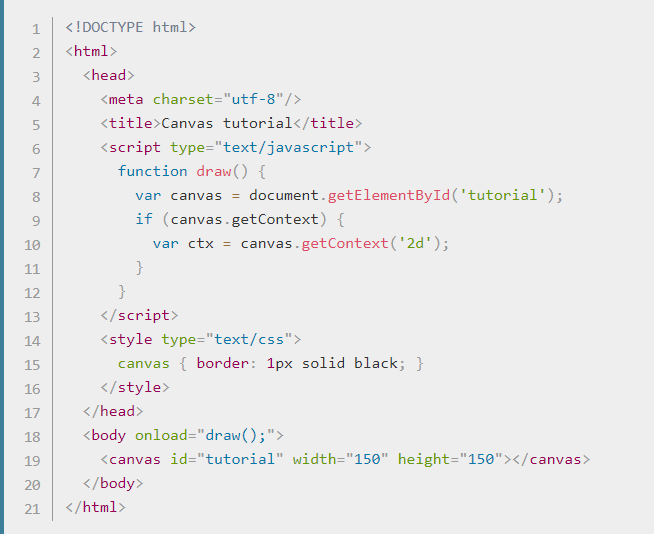 1 <!DOCTYPE html>
2 <html>
3   <head>
4     <meta charset="utf-8"/>
5     <title>Canvas tutorial</title>
6     <script type="text/javascript">
7       function draw() {
8         var canvas = document.getElementById('tutorial');
9         if (canvas.getContext) {
10           var ctx = canvas.getContext('2d');
11         }
12       }
13     </script>
14     <style type="text/css">
15       canvas { border: 1px solid black; }
16     </style>
17   </head>
18   <body onload="draw();">
19     <canvas id="tutorial" width="150" height="150"></canvas>
20   </body>
21 </html>